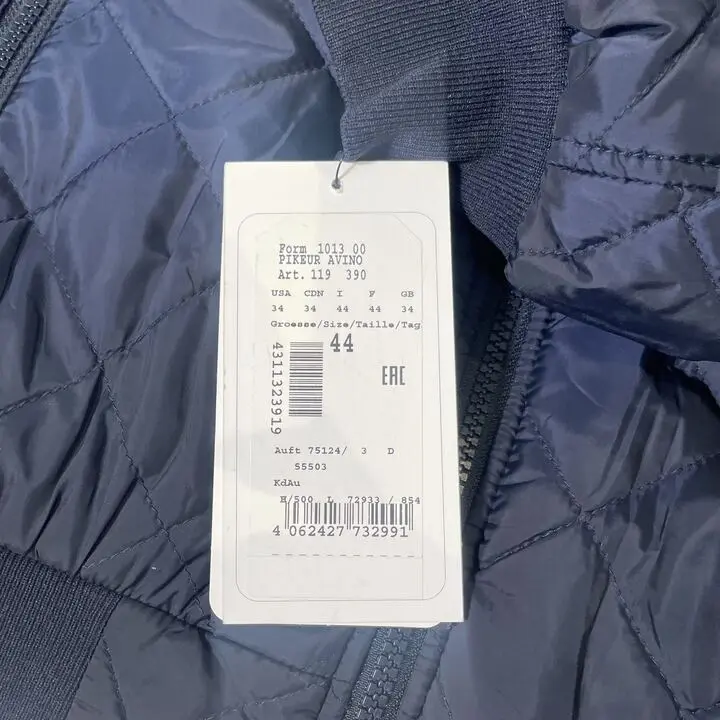 Form 1013 00
PIKEUR AVINO
Art. 119 390
USA CDN I F GB
34 34 44 44 34
Groesse/Size/Taille/Tag
44
4311323919
EAC
Auft 75124/ 3 D
55503
KdAu
H/500 L 72933 / 854
4 062427 732991